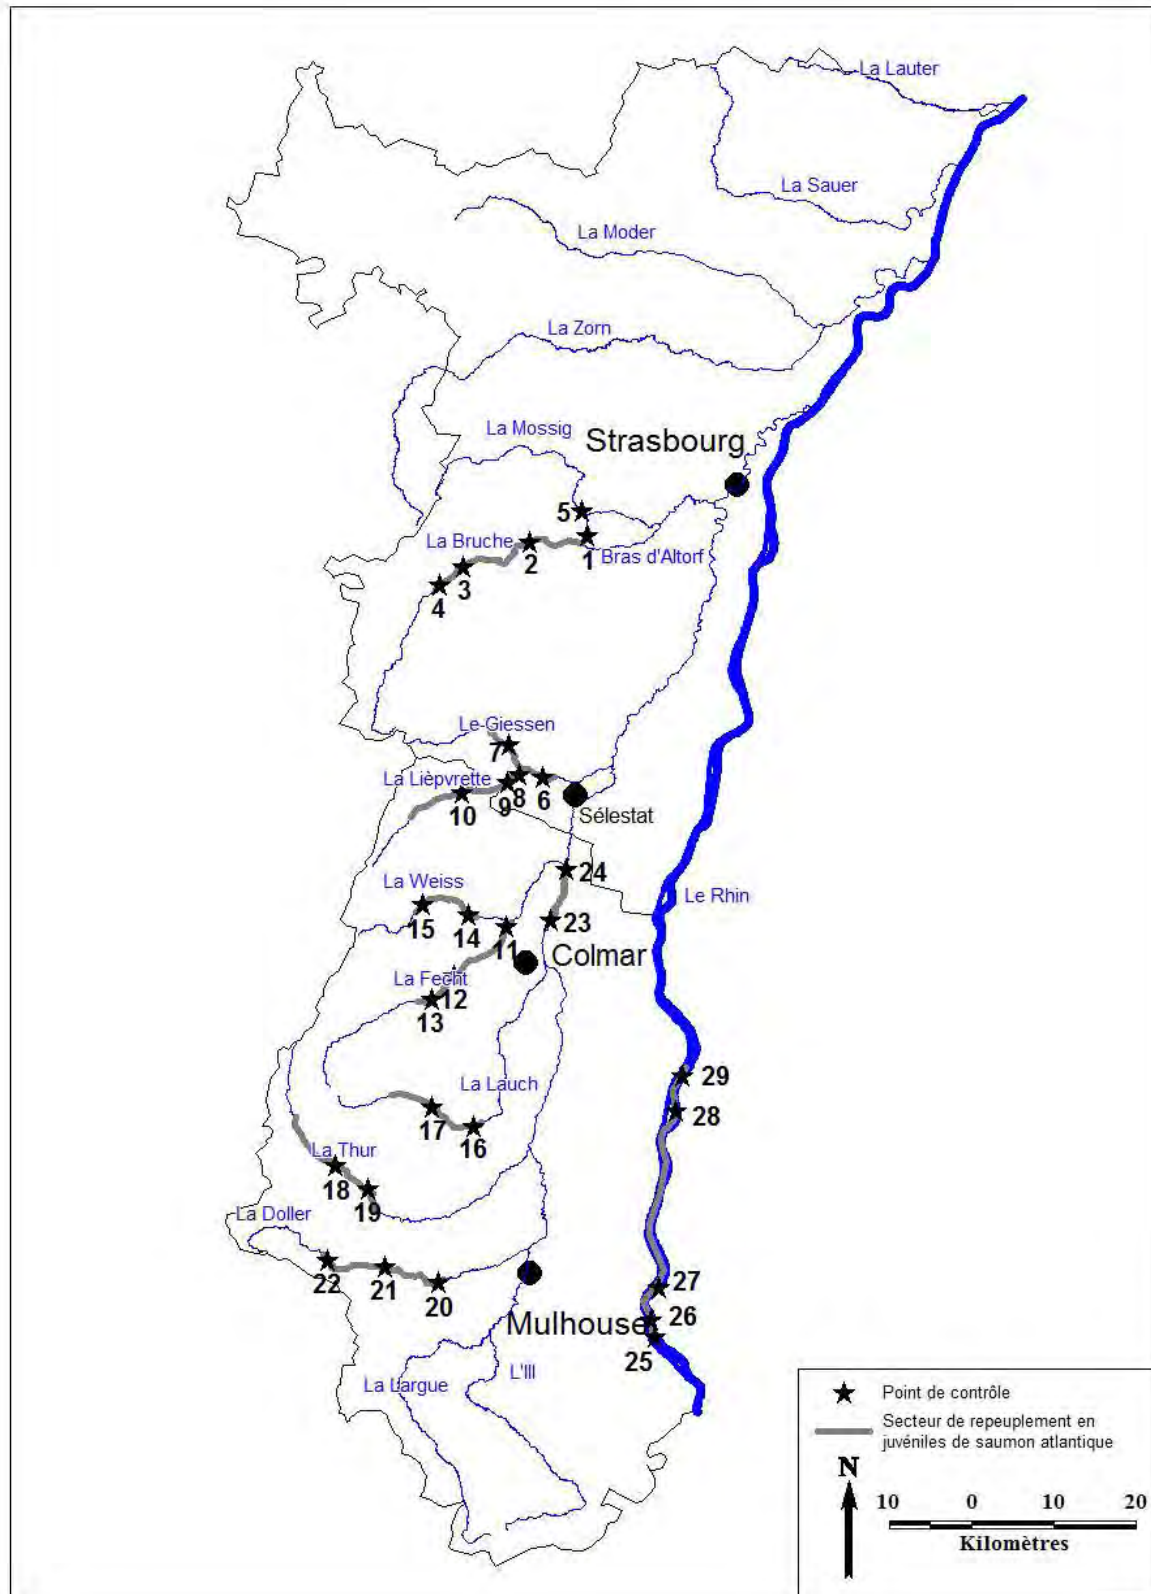 La Lauter
La Sauer
La Moder
La Zorn
La Mossig
Strasbourg
5
La Bruche
1
2
Bras d'Altorf
3
4
Le-Giessen
7
La Lièpvrette
8
9
6
10
Sélestat
24
La Weiss
Le Rhin
15
14
23
11
Colmar
La Fecht
12
13
29
La Lauch
28
17
16
La Thur
18
19
La Doller
22
21
20
27
26
Mulhouse
25
L'Ill
La Largue
Point de contrôle
Secteur de repeuplement en
juvéniles de saumon atlantique
N
10 0 10 20
Kilomètres